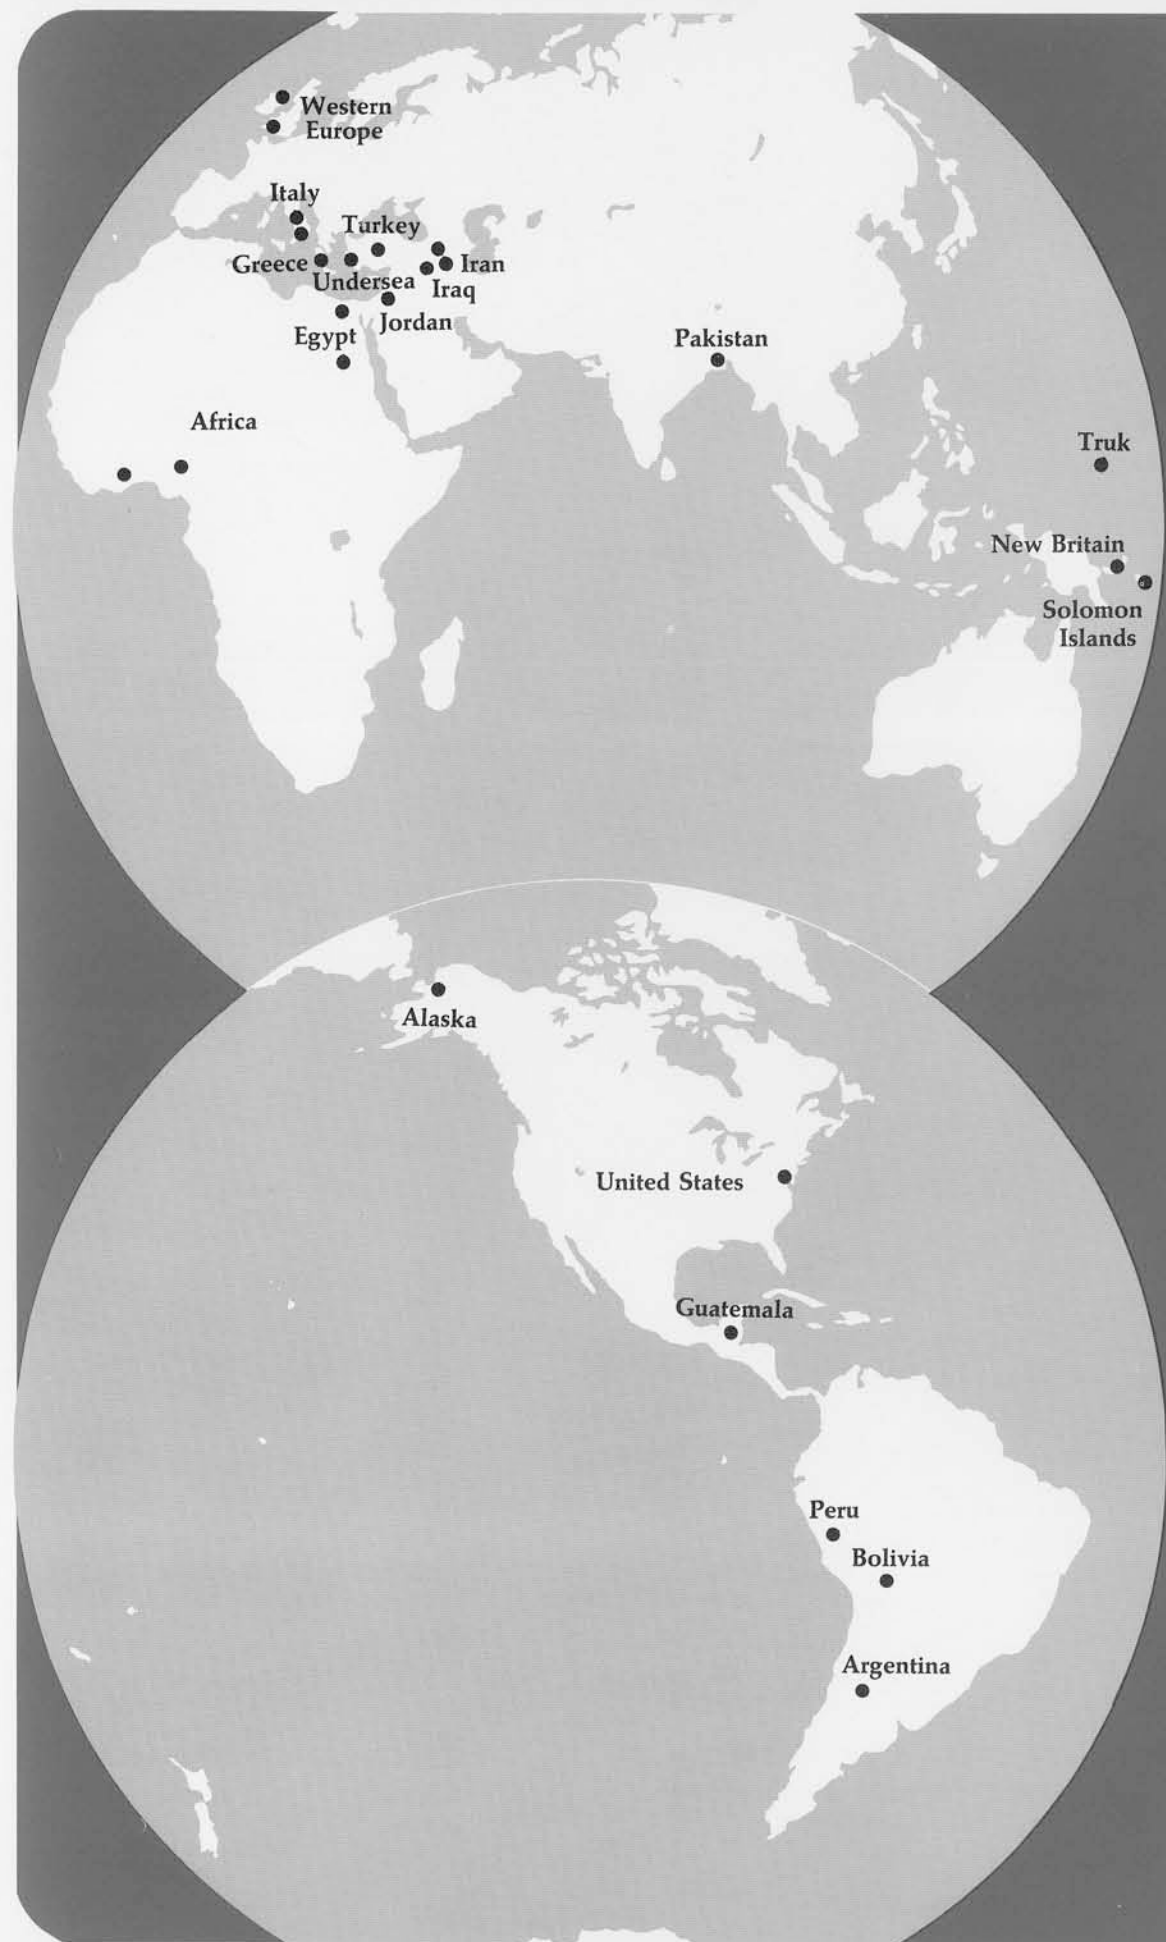 Western
Europe
Italy
Turkey
Greece
Iran
Undersea
Iraq
Jordan
Egypt
Pakistan
Africa
Truk
New Britain
Solomon
Islands
Alaska
United States
Guatemala
Peru
Bolivia
Argentina